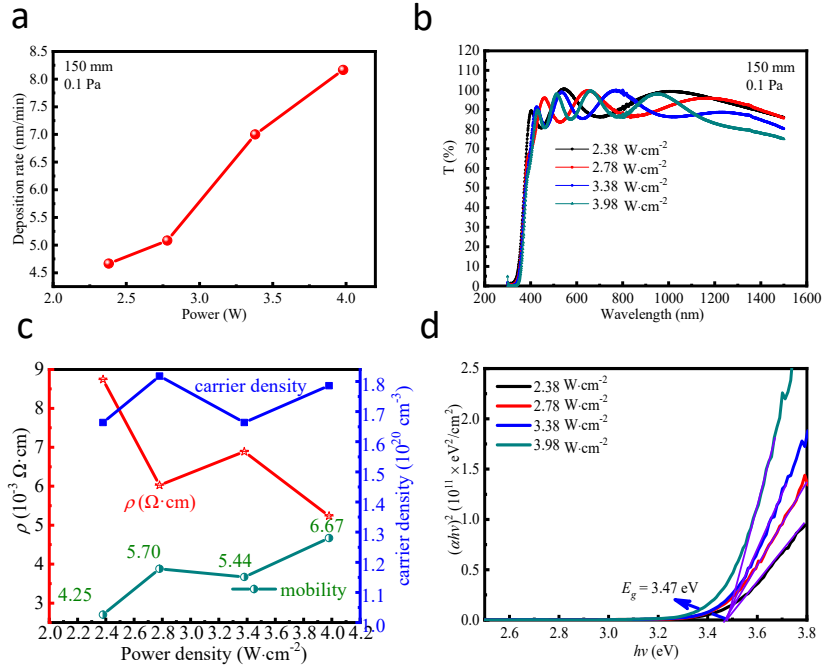 a
150 mm
0.1 Pa
8.5
8.0
7.5
7.0
6.5
6.0
5.5
5.0
4.5
Deposition rate (nm/min)
2.0 2.5 3.0 3.5 4.0
Power (W)
b
150 mm
0.1 Pa
120
110
100
90
80
70
60
50
40
30
20
10
0
T (%)
2.38 W·cm-2
2.78 W·cm-2
3.38 W·cm-2
3.98 W·cm-2
200 400 600 800 1000 1200 1400 1600
Wavelength (nm)
c
9
8
7
6
5
4
3
ρ (10-3 Ω·cm)
carrier density
ρ (Ω·cm)
6.67
5.70
5.44
4.25
mobility
1.8
1.7
1.6
1.5
1.4
1.3
1.2
1.1
1.0
carrier density (1020 cm-3)
2.0 2.2 2.4 2.6 2.8 3.0 3.2 3.4 3.6 3.8 4.0 4.2
Power density (W·cm-2)
d
2.5
2.0
1.5
1.0
0.5
0.0
(αhv)2 (1011 × eV2/cm2)
2.38 W·cm-2
2.78 W·cm-2
3.38 W·cm-2
3.98 W·cm-2
Eg = 3.47 eV
2.6 2.8 3.0 3.2 3.4 3.6 3.8
hv (eV)